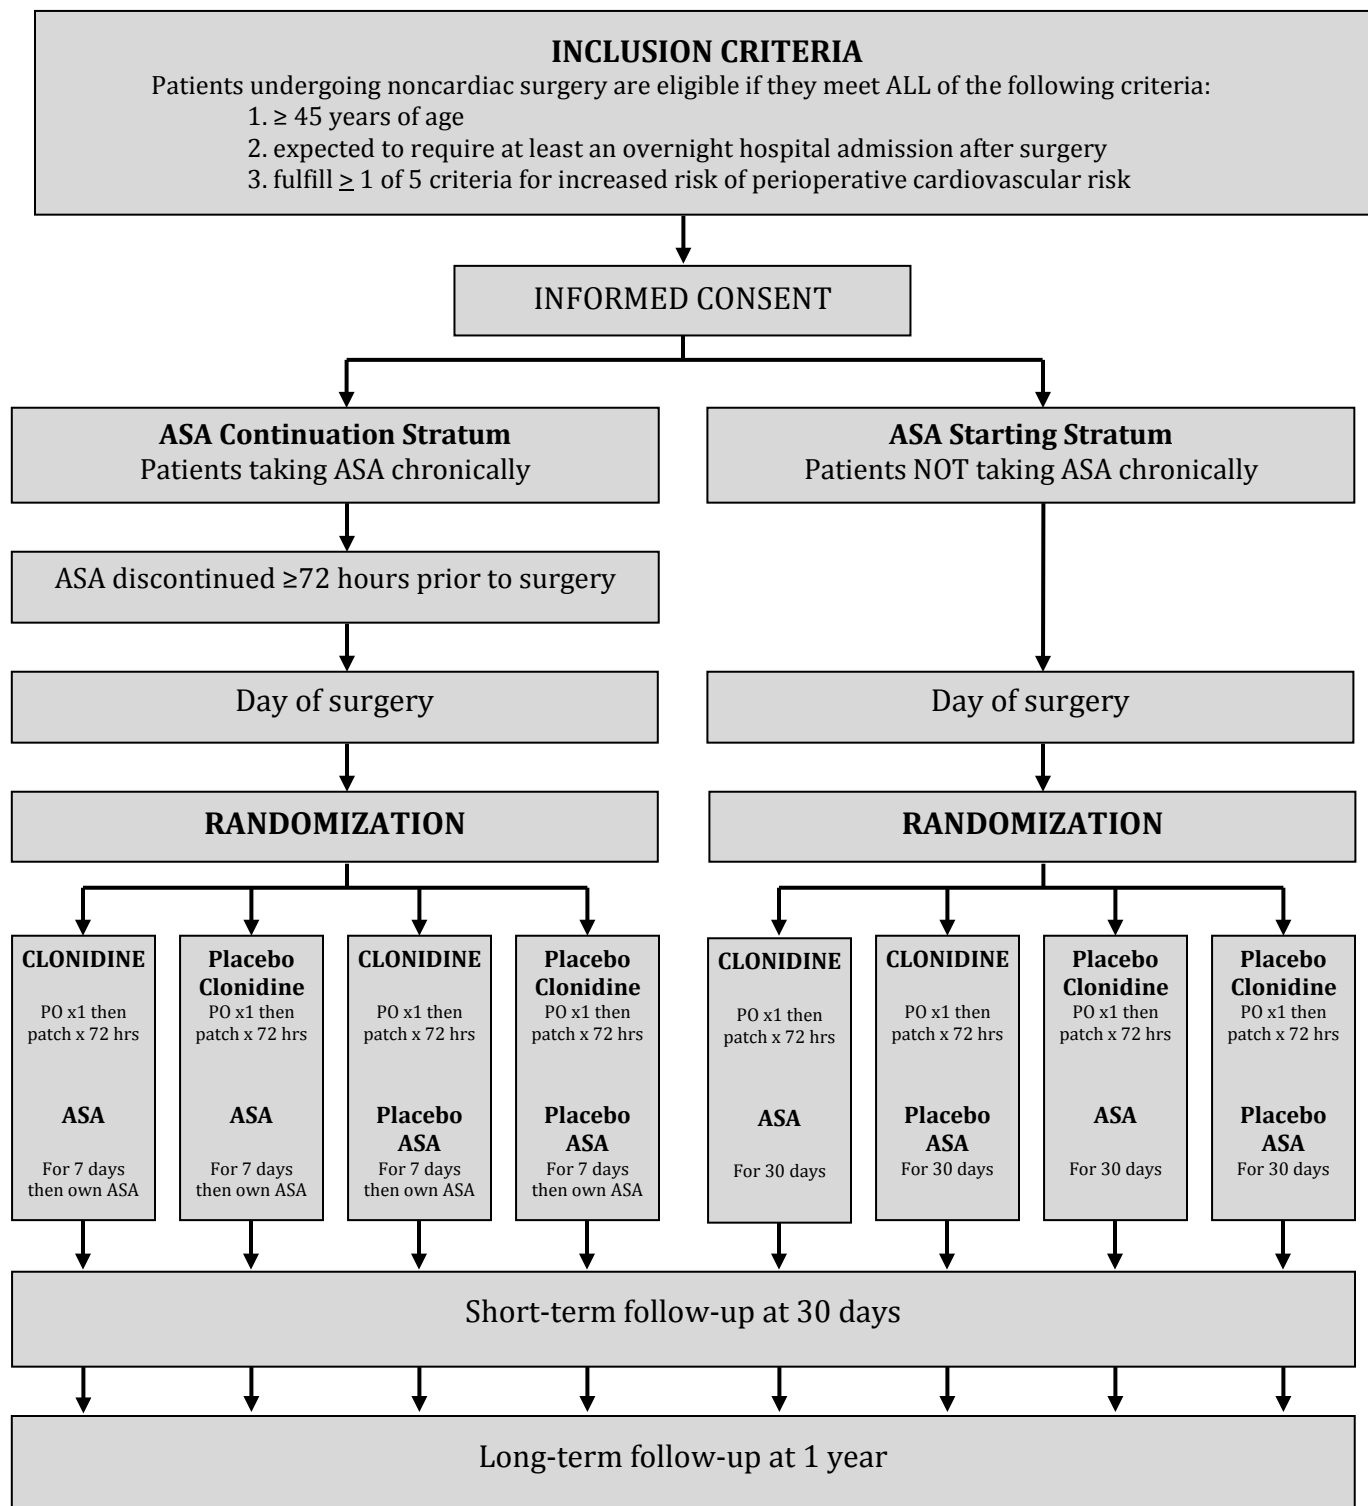 INCLUSION CRITERIA
Patients undergoing noncardiac surgery are eligible if they meet ALL of the following criteria:
1. ≥ 45 years of age
2. expected to require at least an overnight hospital admission after surgery
3. fulfill ≥ 1 of 5 criteria for increased risk of perioperative cardiovascular risk
INFORMED CONSENT
ASA Continuation Stratum
Patients taking ASA chronically
ASA Starting Stratum
Patients NOT taking ASA chronically
ASA discontinued ≥72 hours prior to surgery
Day of surgery
Day of surgery
RANDOMIZATION
RANDOMIZATION
CLONIDINE
PO x1 then
patch x 72 hrs
ASA
For 7 days
then own ASA
Placebo
Clonidine
PO x1 then
patch x 72 hrs
ASA
For 7 days
then own ASA
CLONIDINE
PO x1 then
patch x 72 hrs
Placebo
ASA
For 7 days
then own ASA
Placebo
Clonidine
PO x1 then
patch x 72 hrs
Placebo
ASA
For 7 days
then own ASA
CLONIDINE
PO x1 then
patch x 72 hrs
ASA
For 30 days
CLONIDINE
PO x1 then
patch x 72 hrs
Placebo
ASA
For 30 days
Placebo
Clonidine
PO x1 then
patch x 72 hrs
ASA
For 30 days
Placebo
Clonidine
PO x1 then
patch x 72 hrs
Placebo
ASA
For 30 days
Short-term follow-up at 30 days
Long-term follow-up at 1 year